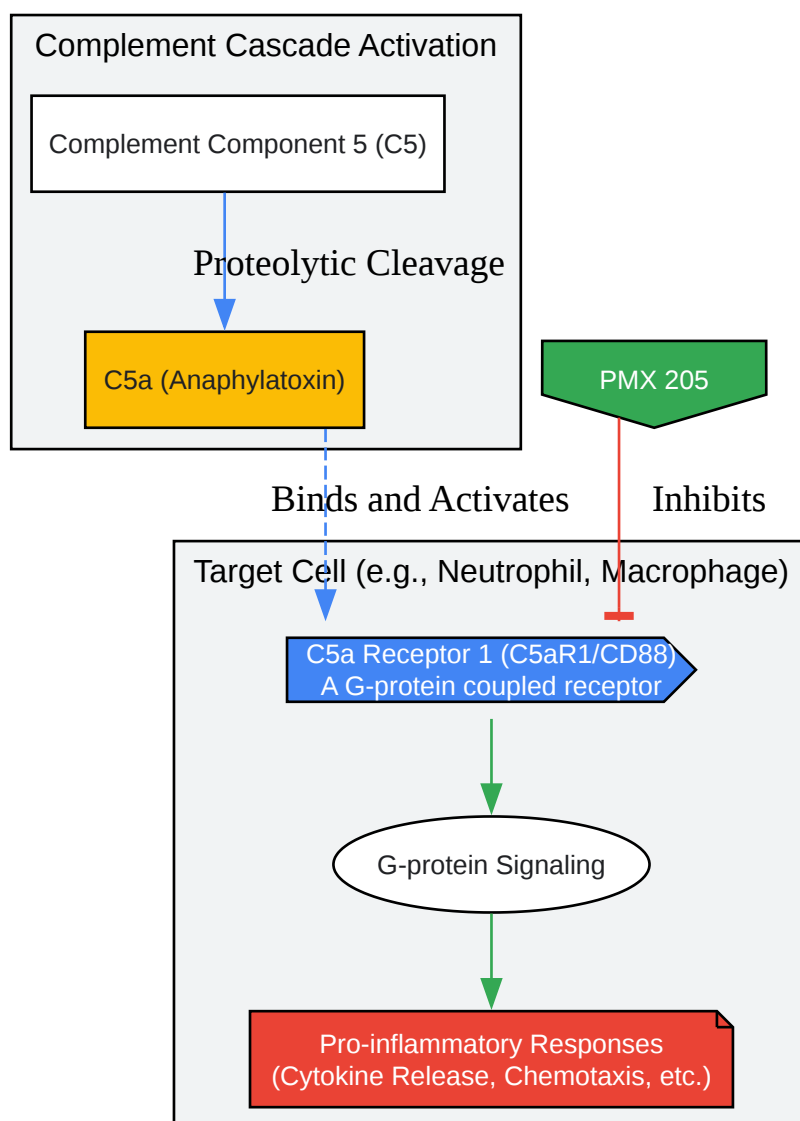 Complement Cascade Activation
Complement Component 5 (C5)
Proteolytic Cleavage
C5a (Anaphylatoxin)
PMX 205
Binds and Activates
Inhibits
Target Cell (e.g., Neutrophil, Macrophage)
C5a Receptor 1 (C5aR1/CD88)
A G-protein coupled receptor
G-protein Signaling
Pro-inflammatory Responses
(Cytokine Release, Chemotaxis, etc.)